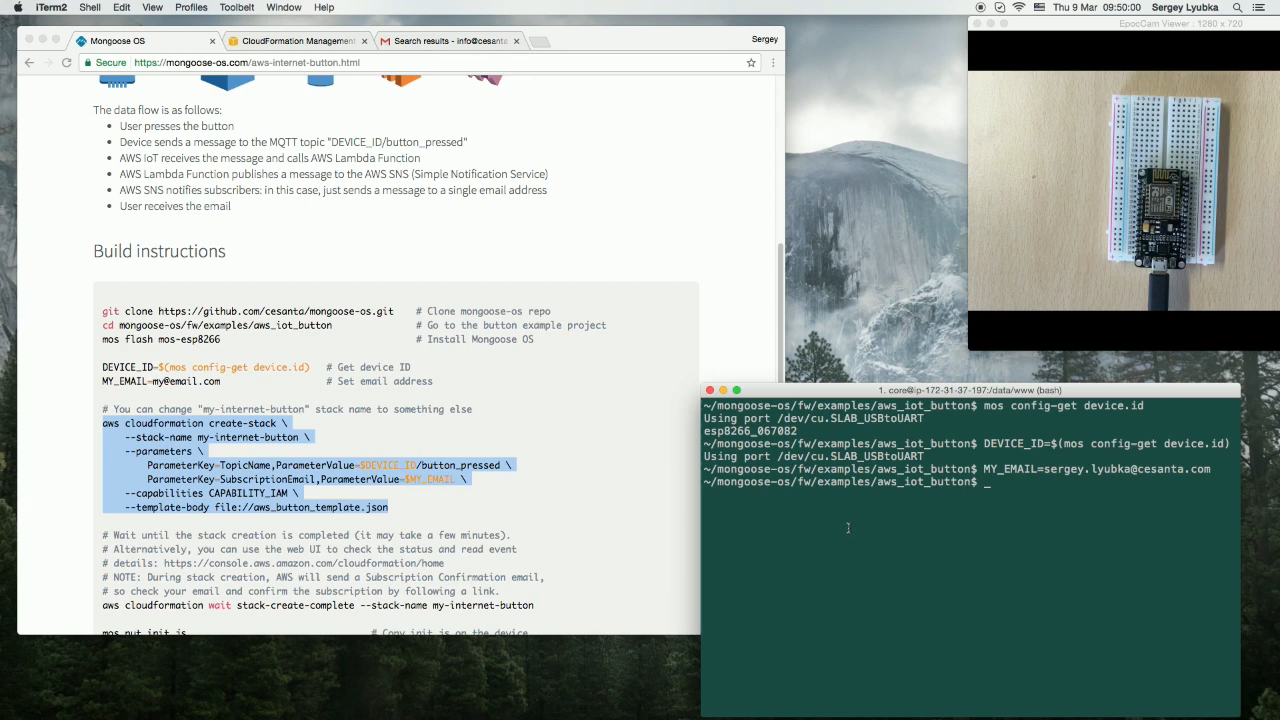 iTerm2 Shell Edit View Profiles Toolbelt Window Help
Thu 9 Mar 09:50:00 Sergey Lyubka
Mongoose OS
CloudFormation Management
Search results - info@cesanta
Sergey
Secure https://mongoose-os.com/aws-internet-button.html
The data flow is as follows:
• User presses the button
• Device sends a message to the MQTT topic "DEVICE_ID/button_pressed"
• AWS IoT receives the message and calls AWS Lambda Function
• AWS Lambda Function publishes a message to the AWS SNS (Simple Notification Service)
• AWS SNS notifies subscribers: in this case, just sends a message to a single email address
• User receives the email
Build instructions
git clone https://github.com/cesanta/mongoose-os.git # Clone mongoose-os repo
cd mongoose-os/fw/examples/aws_iot_button # Go to the button example project
mos flash mos-esp8266 # Install Mongoose OS
DEVICE_ID=$(mos config-get device.id) # Get device ID
MY_EMAIL=my@email.com # Set email address
# You can change "my-internet-button" stack name to something else
aws cloudformation create-stack \
--stack-name my-internet-button \
--parameters \
ParameterKey=TopicName,ParameterValue=$DEVICE_ID/button_pressed \
ParameterKey=SubscriptionEmail,ParameterValue=$MY_EMAIL \
--capabilities CAPABILITY_IAM \
--template-body file://aws_button_template.json
# Wait until the stack creation is completed (it may take a few minutes).
# Alternatively, you can use the web UI to check the status and read event
# details: https://console.aws.amazon.com/cloudformation/home
# NOTE: During stack creation, AWS will send a Subscription Confirmation email,
# so check your email and confirm the subscription by following a link.
aws cloudformation wait stack-create-complete --stack-name my-internet-button
mos put init.js # Copy init.js on the device
EpocCam Viewer : 1280 x 720
1. core@ip-172-31-37-197:/data/www (bash)
~/mongoose-os/fw/examples/aws_iot_button$ mos config-get device.id
Using port /dev/cu.SLAB_USBtoUART
esp8266_067082
~/mongoose-os/fw/examples/aws_iot_button$ DEVICE_ID=$(mos config-get device.id)
Using port /dev/cu.SLAB_USBtoUART
~/mongoose-os/fw/examples/aws_iot_button$ MY_EMAIL=sergey.lyubka@cesanta.com
~/mongoose-os/fw/examples/aws_iot_button$ _